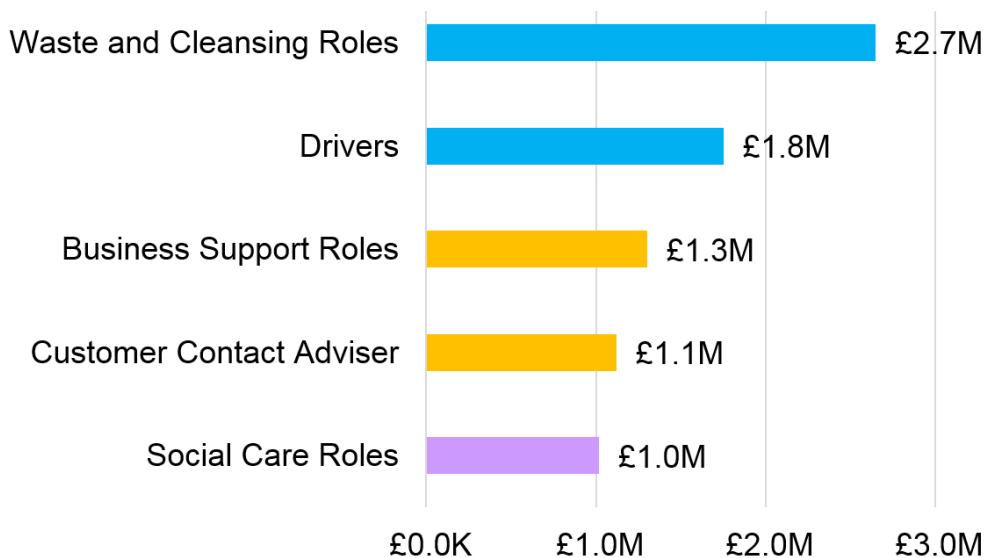 Waste and Cleansing Roles £2.7M
Drivers £1.8M
Business Support Roles £1.3M
Customer Contact Adviser £1.1M
Social Care Roles £1.0M
£0.0K £1.0M £2.0M £3.0M